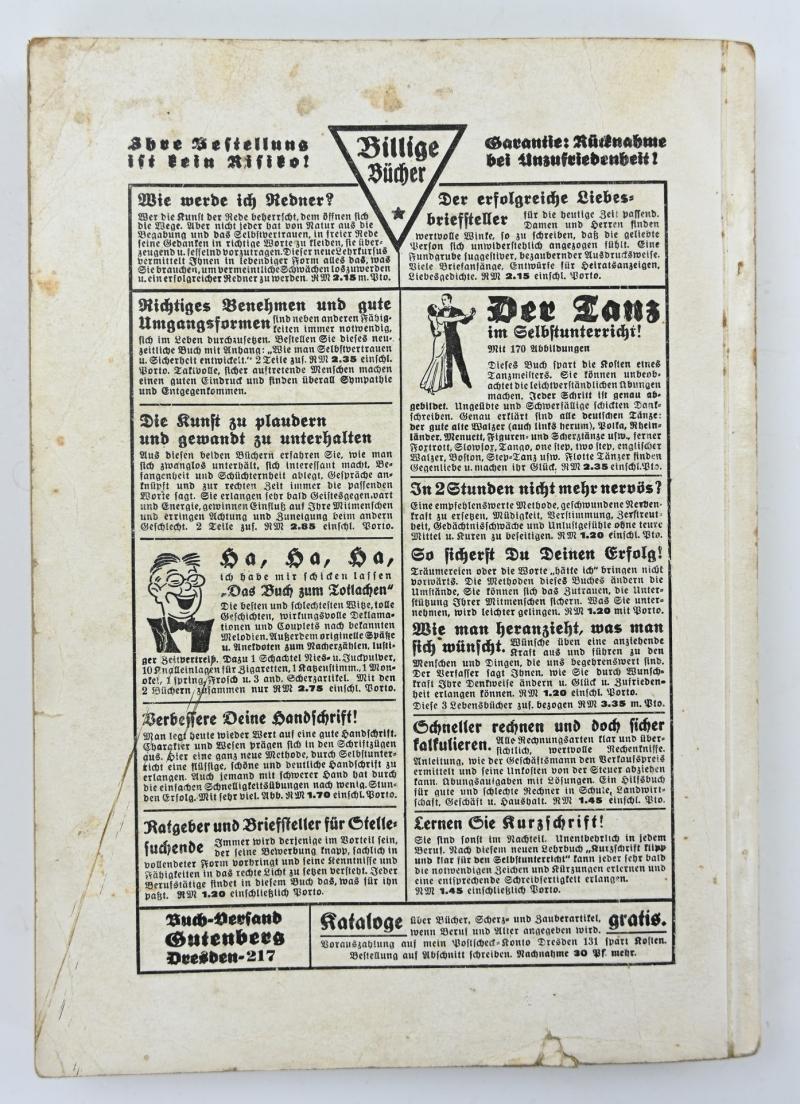 Ihre Bestellung
ist kein Risiko!
Billige
Bücher
Garantie: Rücknahme
bei Unzufriedenheit!
Wie werde ich Redner?
Wer die Kunst der Rede beherrscht, dem öffnen sich
die Wege. Aber nicht jeder hat von Natur aus die
Begabung und das Selbstvertrauen, in freier Rede
seine Gedanken in richtige Worte zu kleiden, sie über-
zeugend u. fesselnd vorzutragen. Dieser neue Lehrkursus
vermittelt Ihnen in lebendiger Form alles das, was
Sie brauchen, um vermeintliche Schwächen loszuwerden
u. ein erfolgreicher Redner zu werden. RM 2.15 m. Pto.
Richtiges Benehmen und gute
Umgangsformen sind neben anderen Fähig-
keiten immer notwendig,
sich im Leben durchzusetzen. Bestellen Sie dieses neu-
zeitliche Buch mit Anhang: „Wie man Selbstvertrauen
u. Sicherheit entwickelt." 2 Teile zus. RM 2.35 einschl.
Porto. Taktvolle, sicher auftretende Menschen machen
einen guten Eindruck und finden überall Sympathie
und Entgegenkommen.
Die Kunst zu plaudern
und gewandt zu unterhalten
Aus diesen beiden Büchern erfahren Sie, wie man
sich zwanglos unterhält, sich interessant macht, Be-
fangenheit und Schüchternheit ablegt, Gespräche an-
knüpft und zur rechten Zeit immer die passenden
Worte sagt. Sie erlangen sehr bald Geistesgegenwart
und Energie, gewinnen Einfluß auf Ihre Mitmenschen
und erringen Achtung und Zuneigung beim andern
Geschlecht. 2 Teile zus. RM 2.85 einschl. Porto.
Ha, Ha, Ha,
ich habe mir schicken lassen
„Das Buch zum Totlachen"
Die besten und schlechtesten Witze, tolle
Geschichten, wirkungsvolle Deklama-
tionen und Couplets nach bekannten
Melodien. Außerdem originelle Späße
u. Anekdoten zum Nacherzählen, lusti-
ger Zeitvertreib. Dazu 1 Schachtel Nies- u. Juckpulver,
10 Knalleinlagen für Zigaretten, 1 Katzenstimm., 1 Mon-
okel, 1 spring. Frosch u. 3 and. Scherzartikel. Mit den
2 Büchern zusammen nur RM 2.75 einschl. Porto.
Verbessere Deine Handschrift!
Man legt heute wieder Wert auf eine gute Handschrift.
Charakter und Wesen prägen sich in den Schriftzügen
aus. Hier eine ganz neue Methode, durch Selbstunter-
richt eine flüssige, schöne und deutliche Handschrift zu
erlangen. Auch jemand mit schwerer Hand hat durch
die einfachen Schnelligkeitsübungen nach wenig. Stun-
den Erfolg. Mit sehr viel. Abb. RM 1.70 einschl. Porto.
Ratgeber und Briefsteller für Stelle-
suchende Immer wird derjenige im Vorteil sein,
der seine Bewerbung knapp, sachlich in
vollendeter Form vorbringt und seine Kenntnisse und
Fähigkeiten in das rechte Licht zu setzen versteht. Jeder
Berufstätige findet in diesem Buch das, was für ihn
paßt. RM 1.20 einschließlich Porto.
Der erfolgreiche Liebes-
briefsteller für die heutige Zeit passend.
Damen und Herren finden
wertvolle Winke, so zu schreiben, daß die geliebte
Person sich unwiderstehlich angezogen fühlt. Eine
Fundgrube suggestiver, bezaubernder Ausdrucksweise.
Viele Briefanfänge, Entwürfe für Heiratsanzeigen,
Liebesgedichte. RM 2.15 einschl. Porto.
Der Tanz
im Selbstunterricht!
Mit 170 Abbildungen
Dieses Buch spart die Kosten eines
Tanzmeisters. Sie können unbeob-
achtet die leichtverständlichen Übungen
machen. Jeder Schritt ist genau ab-
gebildet. Ungeübte und Schwerfällige schickten Dank-
schreiben. Genau erklärt sind alle deutschen Tänze:
der gute alte Walzer (auch links herum), Polka, Rhein-
länder, Menuett, Figuren- und Scherztänze usw., ferner
Foxtrott, Slowfox, Tango, one step, two step, englischer
Walzer, Boston, Step-Tanz usw. Flotte Tänzer finden
Gegenliebe u. machen ihr Glück. RM 2.35 einschl. Pto.
In 2 Stunden nicht mehr nervös?
Eine empfehlenswerte Methode, geschwundene Nerven-
kraft zu ersetzen, Müdigkeit, Verstimmung, Zerstreut-
heit, Gedächtnisschwäche und Unlustgefühle ohne teure
Mittel u. Kuren zu beseitigen. RM 1.20 einschl. Pto.
So sicherst Du Deinen Erfolg!
Träumereien oder die Worte „hätte ich" bringen nicht
vorwärts. Die Methoden dieses Buches ändern die
Umstände, Sie können sich das Zutrauen, die Unter-
stützung Ihrer Mitmenschen sichern. Was Sie unter-
nehmen, wird leichter gelingen. RM 1.20 mit Porto.
Wie man heranzieht, was man
sich wünscht. Wünsche über eine anziehende
Kraft aus und führen zu den
Menschen und Dingen, die uns begehrenswert sind.
Der Verfasser sagt Ihnen, wie Sie durch Wunsch-
kraft Ihre Denkweise ändern u. Glück u. Zufrieden-
heit erlangen können. RM 1.20 einschl. Porto.
Diese 3 Lebensbücher zus. bezogen RM 3.35 m. Pto.
Schneller rechnen und doch sicher
kalkulieren. Alle Rechnungsarten klar und über-
sichtlich, wertvolle Rechenkniffe.
Anleitung, wie der Geschäftsmann den Verkaufspreis
ermittelt und seine Unkosten von der Steuer abziehen
kann. Übungsaufgaben mit Lösungen. Ein Hilfsbuch
für gute und schlechte Rechner in Schule, Landwirt-
schaft, Geschäft u. Haushalt. RM 1.45 einschl. Pto.
Lernen Sie Kurzschrift!
Sie sind sonst im Nachteil. Unentbehrlich in jedem
Beruf. Nach diesem neuen Lehrbuch „Kurzschrift klipp
und klar für den Selbstunterricht" kann jeder sehr bald
die notwendigen Zeichen und Kürzungen erlernen und
eine entsprechende Schreibfertigkeit erlangen.
RM 1.45 einschließlich Porto.
Buch-Versand
Gutenberg
Dresden-217
Kataloge über Bücher, Scherz- und Zauberartikel, gratis.
wenn Beruf und Alter angegeben wird.
Vorauszahlung auf mein Postscheck-Konto Dresden 131 spart Kosten.
Bestellung auf Abschnitt schreiben. Nachnahme 30 Pf. mehr.